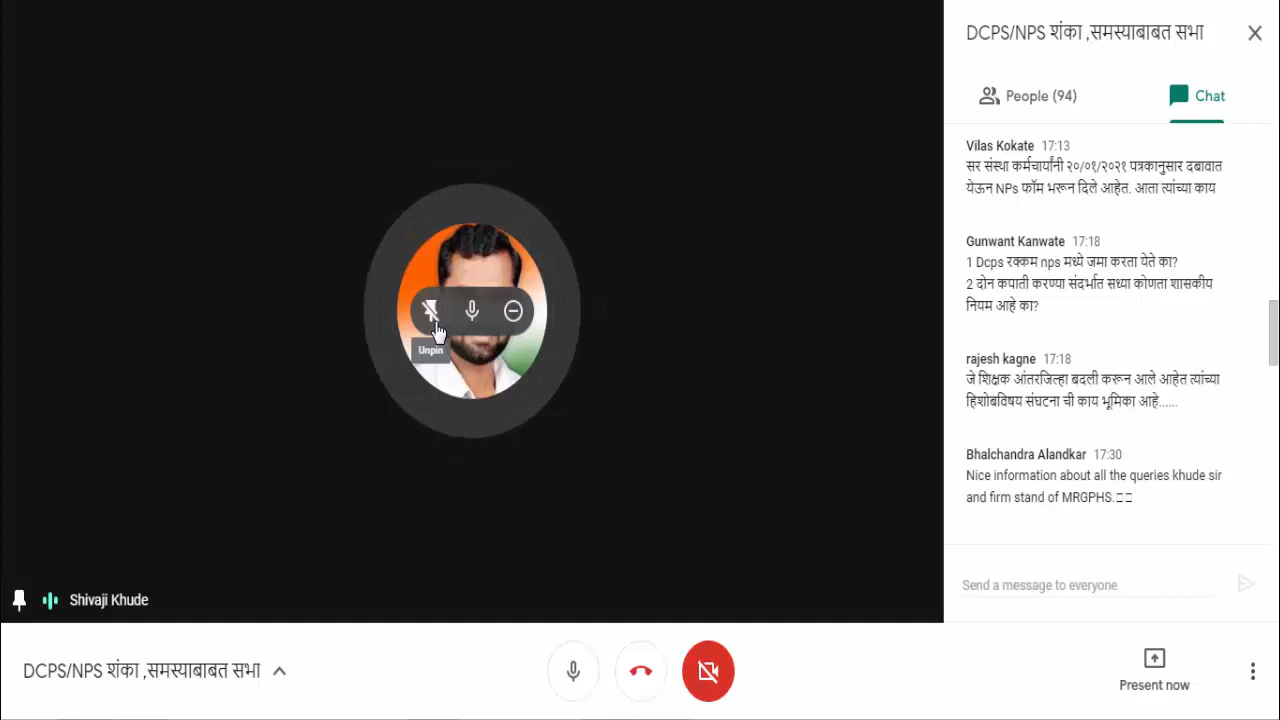 DCPS/NPS शंका ,समस्याबाबत सभा
People (94)
Chat
Vilas Kokate 17:13
सर संस्था कर्मचार्यांनी २०/०१/२०२१ पत्रकानुसार दबावात
येऊन NPs फॉम भरून दिले आहेत. आता त्यांच्या काय
Gunwant Kanwate 17:18
1 Dcps रक्कम nps मध्ये जमा करता येते का?
2 दोन कपाती करण्या संदर्भात सध्या कोणता शासकीय
नियम आहे का?
rajesh kagne 17:18
जे शिक्षक आंतरजिल्हा बदली करून आले आहेत त्यांच्या
हिशोबविषय संघटना ची काय भूमिका आहे......
Bhalchandra Alandkar 17:30
Nice information about all the queries khude sir
and firm stand of MRGPHS.
Send a message to everyone
Unpin
Shivaji Khude
DCPS/NPS शंका ,समस्याबाबत सभा
Present now